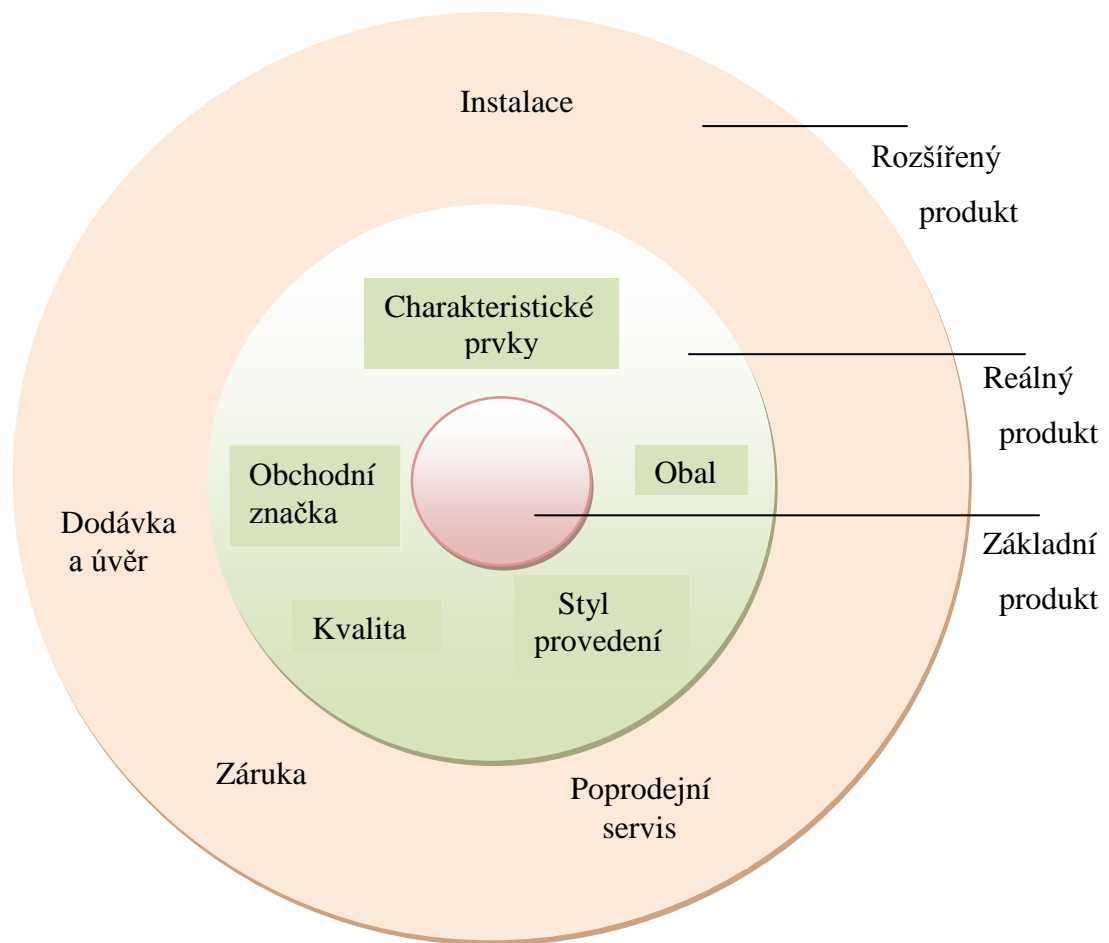 Instalace
Rozšířený
produkt
Charakteristické
prvky
Reálný
produkt
Obchodní
značka
Obal
Dodávka
a úvěr
Základní
produkt
Styl
provedení
Kvalita
Záruka
Poprodejní
servis